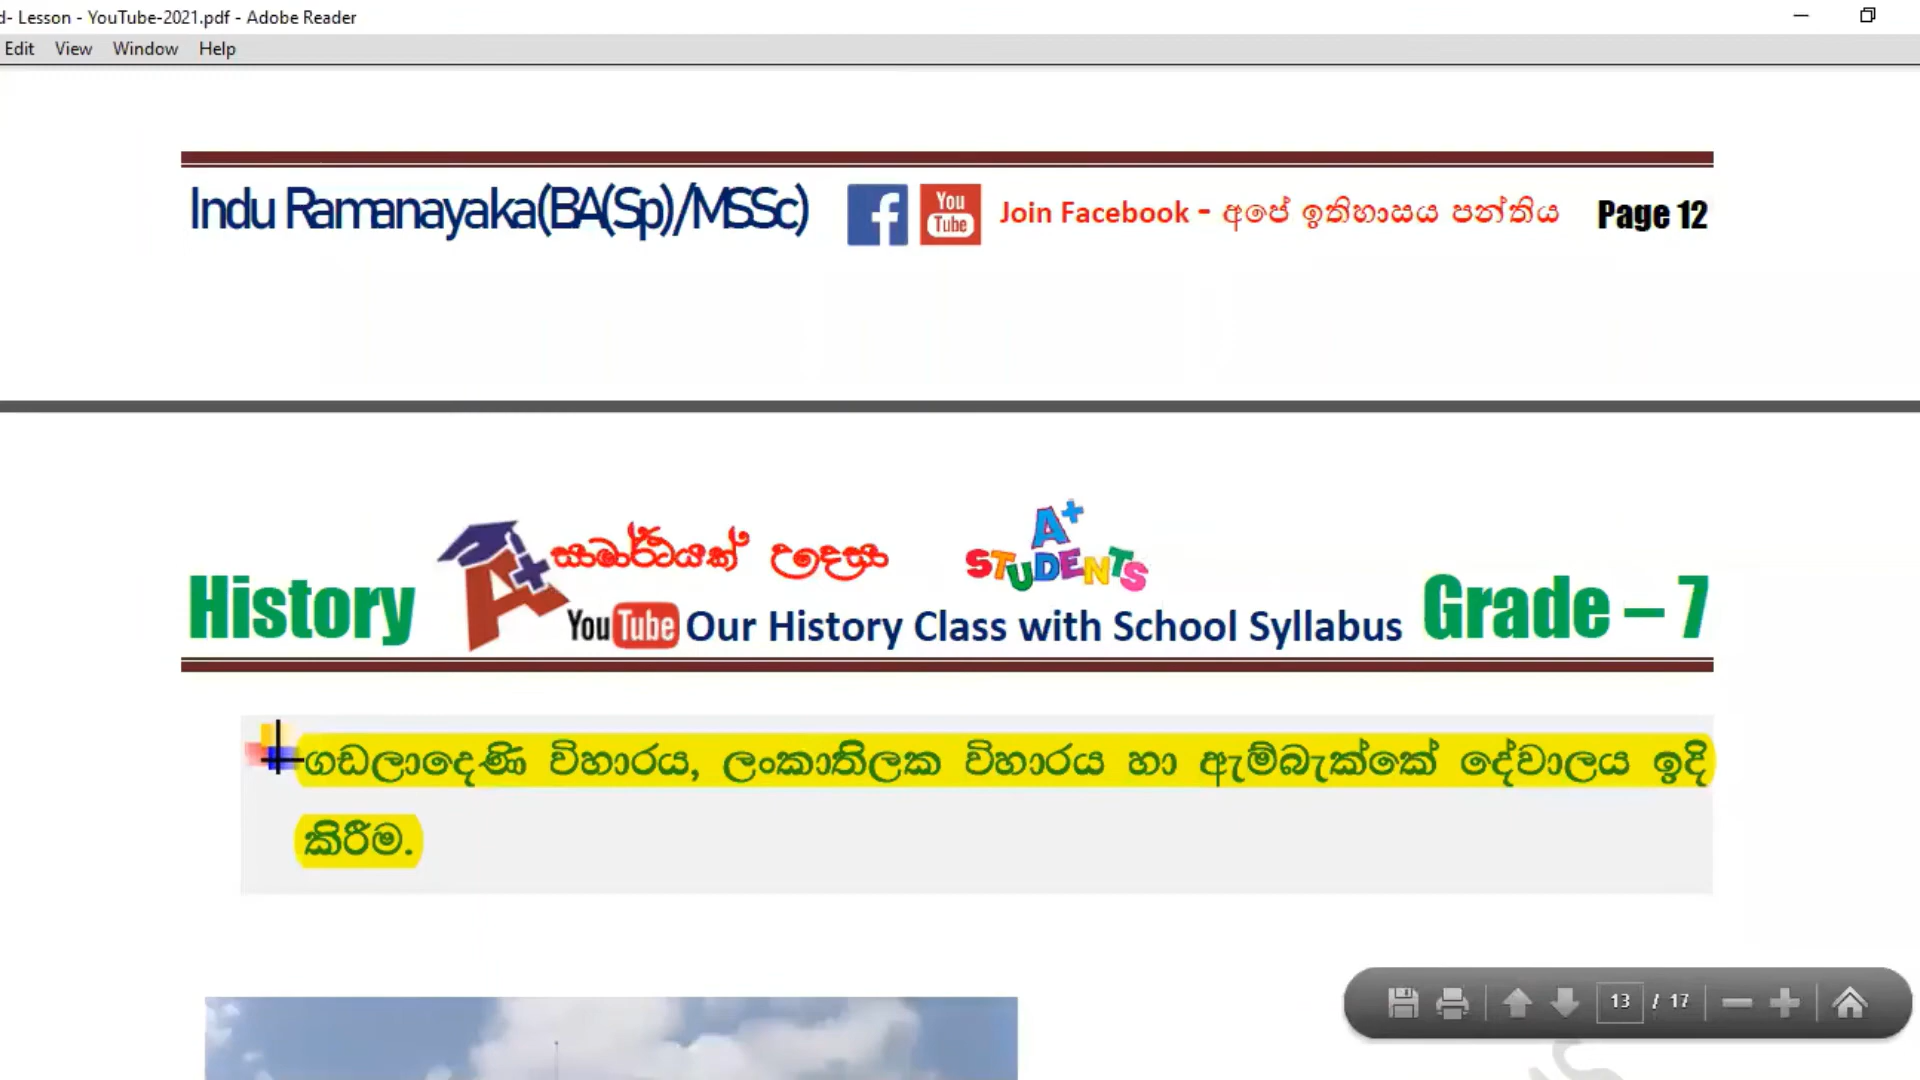 d- Lesson - YouTube-2021.pdf - Adobe Reader
Edit View Window Help
Indu Ramanayaka(BA(Sp)/MSSc) f You Tube Join Facebook - අපේ ඉතිහාසය පන්තිය Page 12
සාමාර්ථයක් උදෙසා A+ STUDENTS
History A+ YouTube Our History Class with School Syllabus Grade – 7
ගඩලාදෙණි විහාරය, ලංකාතිලක විහාරය හා ඇම්බැක්කේ දේවාලය ඉදි
කිරීම.
13 / 17